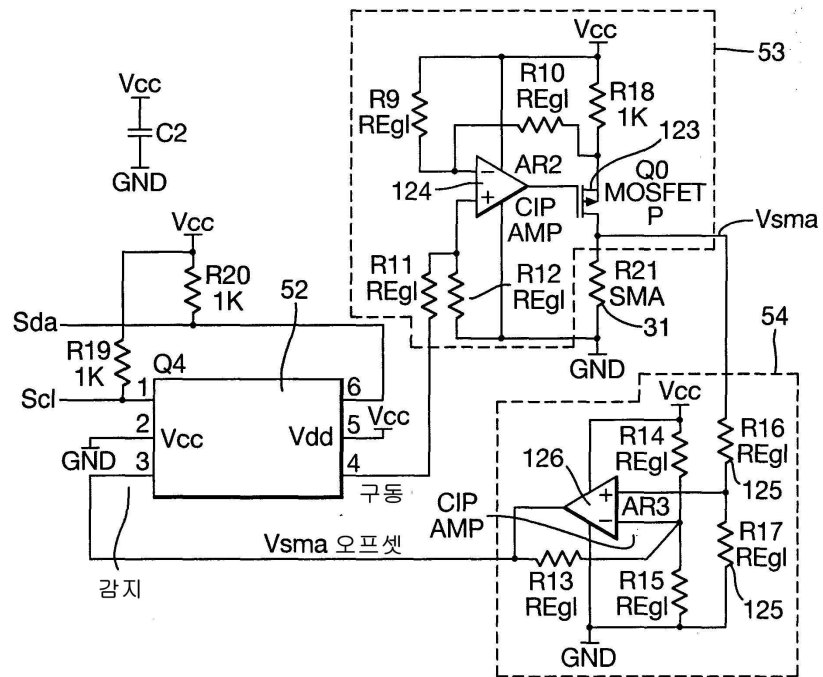 Vcc
53
R10
REgl
R18
1K
R9
REgl
Vcc
C2
GND
123
AR2
124
−
+
Q0
MOSFET
P
CIP
AMP
Vsma
Vcc
R11
REgl
R12
REgl
R21
SMA
31
R20
1K
52
Sda
54
GND
R19
1K
Q4
Scl
1
6
Vcc
2
Vcc
Vdd
5
Vcc
GND
3
4
R14
REgl
R16
REgl
126
125
구동
+
−
AR3
CIP
AMP
R17
REgl
Vsma 오프셋
125
감지
R13
REgl
R15
REgl
GND